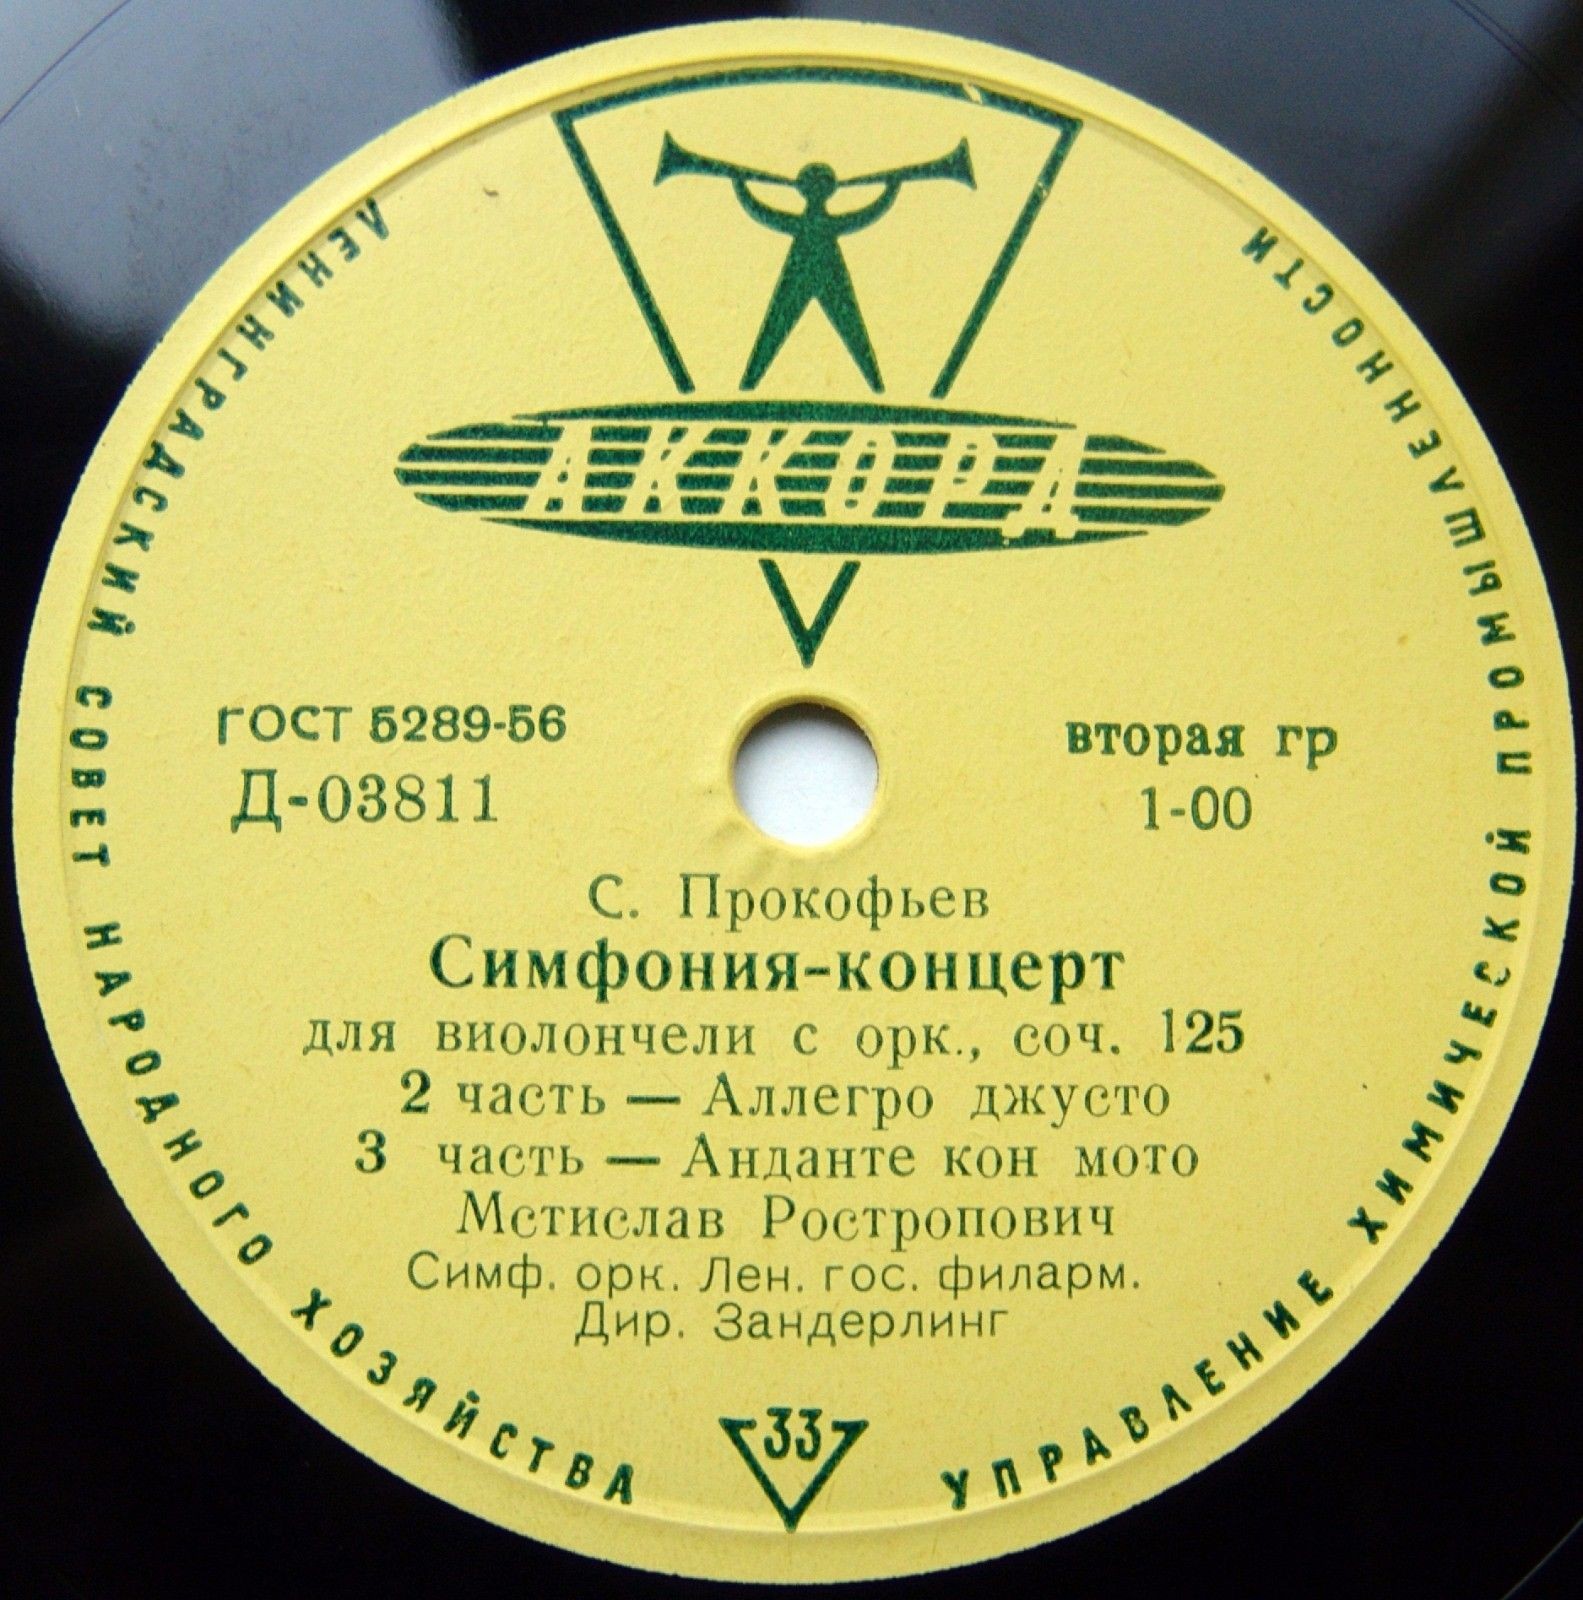 АККОРД
ЛЕНИНГРАДСКИЙ СОВЕТ НАРОДНОГО ХОЗЯЙСТВА
УПРАВЛЕНИЕ ХИМИЧЕСКОЙ ПРОМЫШЛЕННОСТИ
ГОСТ 5289-56
Д-03811
вторая гр
1-00
С. Прокофьев
Симфония-концерт
для виолончели с орк., соч. 125
2 часть — Аллегро джусто
3 часть — Анданте кон мото
Мстислав Ростропович
Симф. орк. Лен. гос. филарм.
Дир. Зандерлинг
33